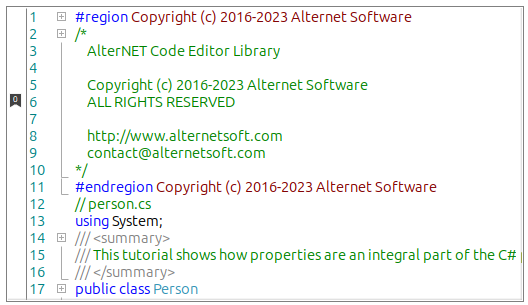 1 #region Copyright (c) 2016-2023 Alternet Software
2 /*
3 AlterNET Code Editor Library
4
5 Copyright (c) 2016-2023 Alternet Software
0 6 ALL RIGHTS RESERVED
7
8 http://www.alternetsoft.com
9 contact@alternetsoft.com
10 */
11 #endregion Copyright (c) 2016-2023 Alternet Software
12 // person.cs
13 using System;
14 /// <summary>
15 /// This tutorial shows how properties are an integral part of the C#
16 /// </summary>
17 public class Person